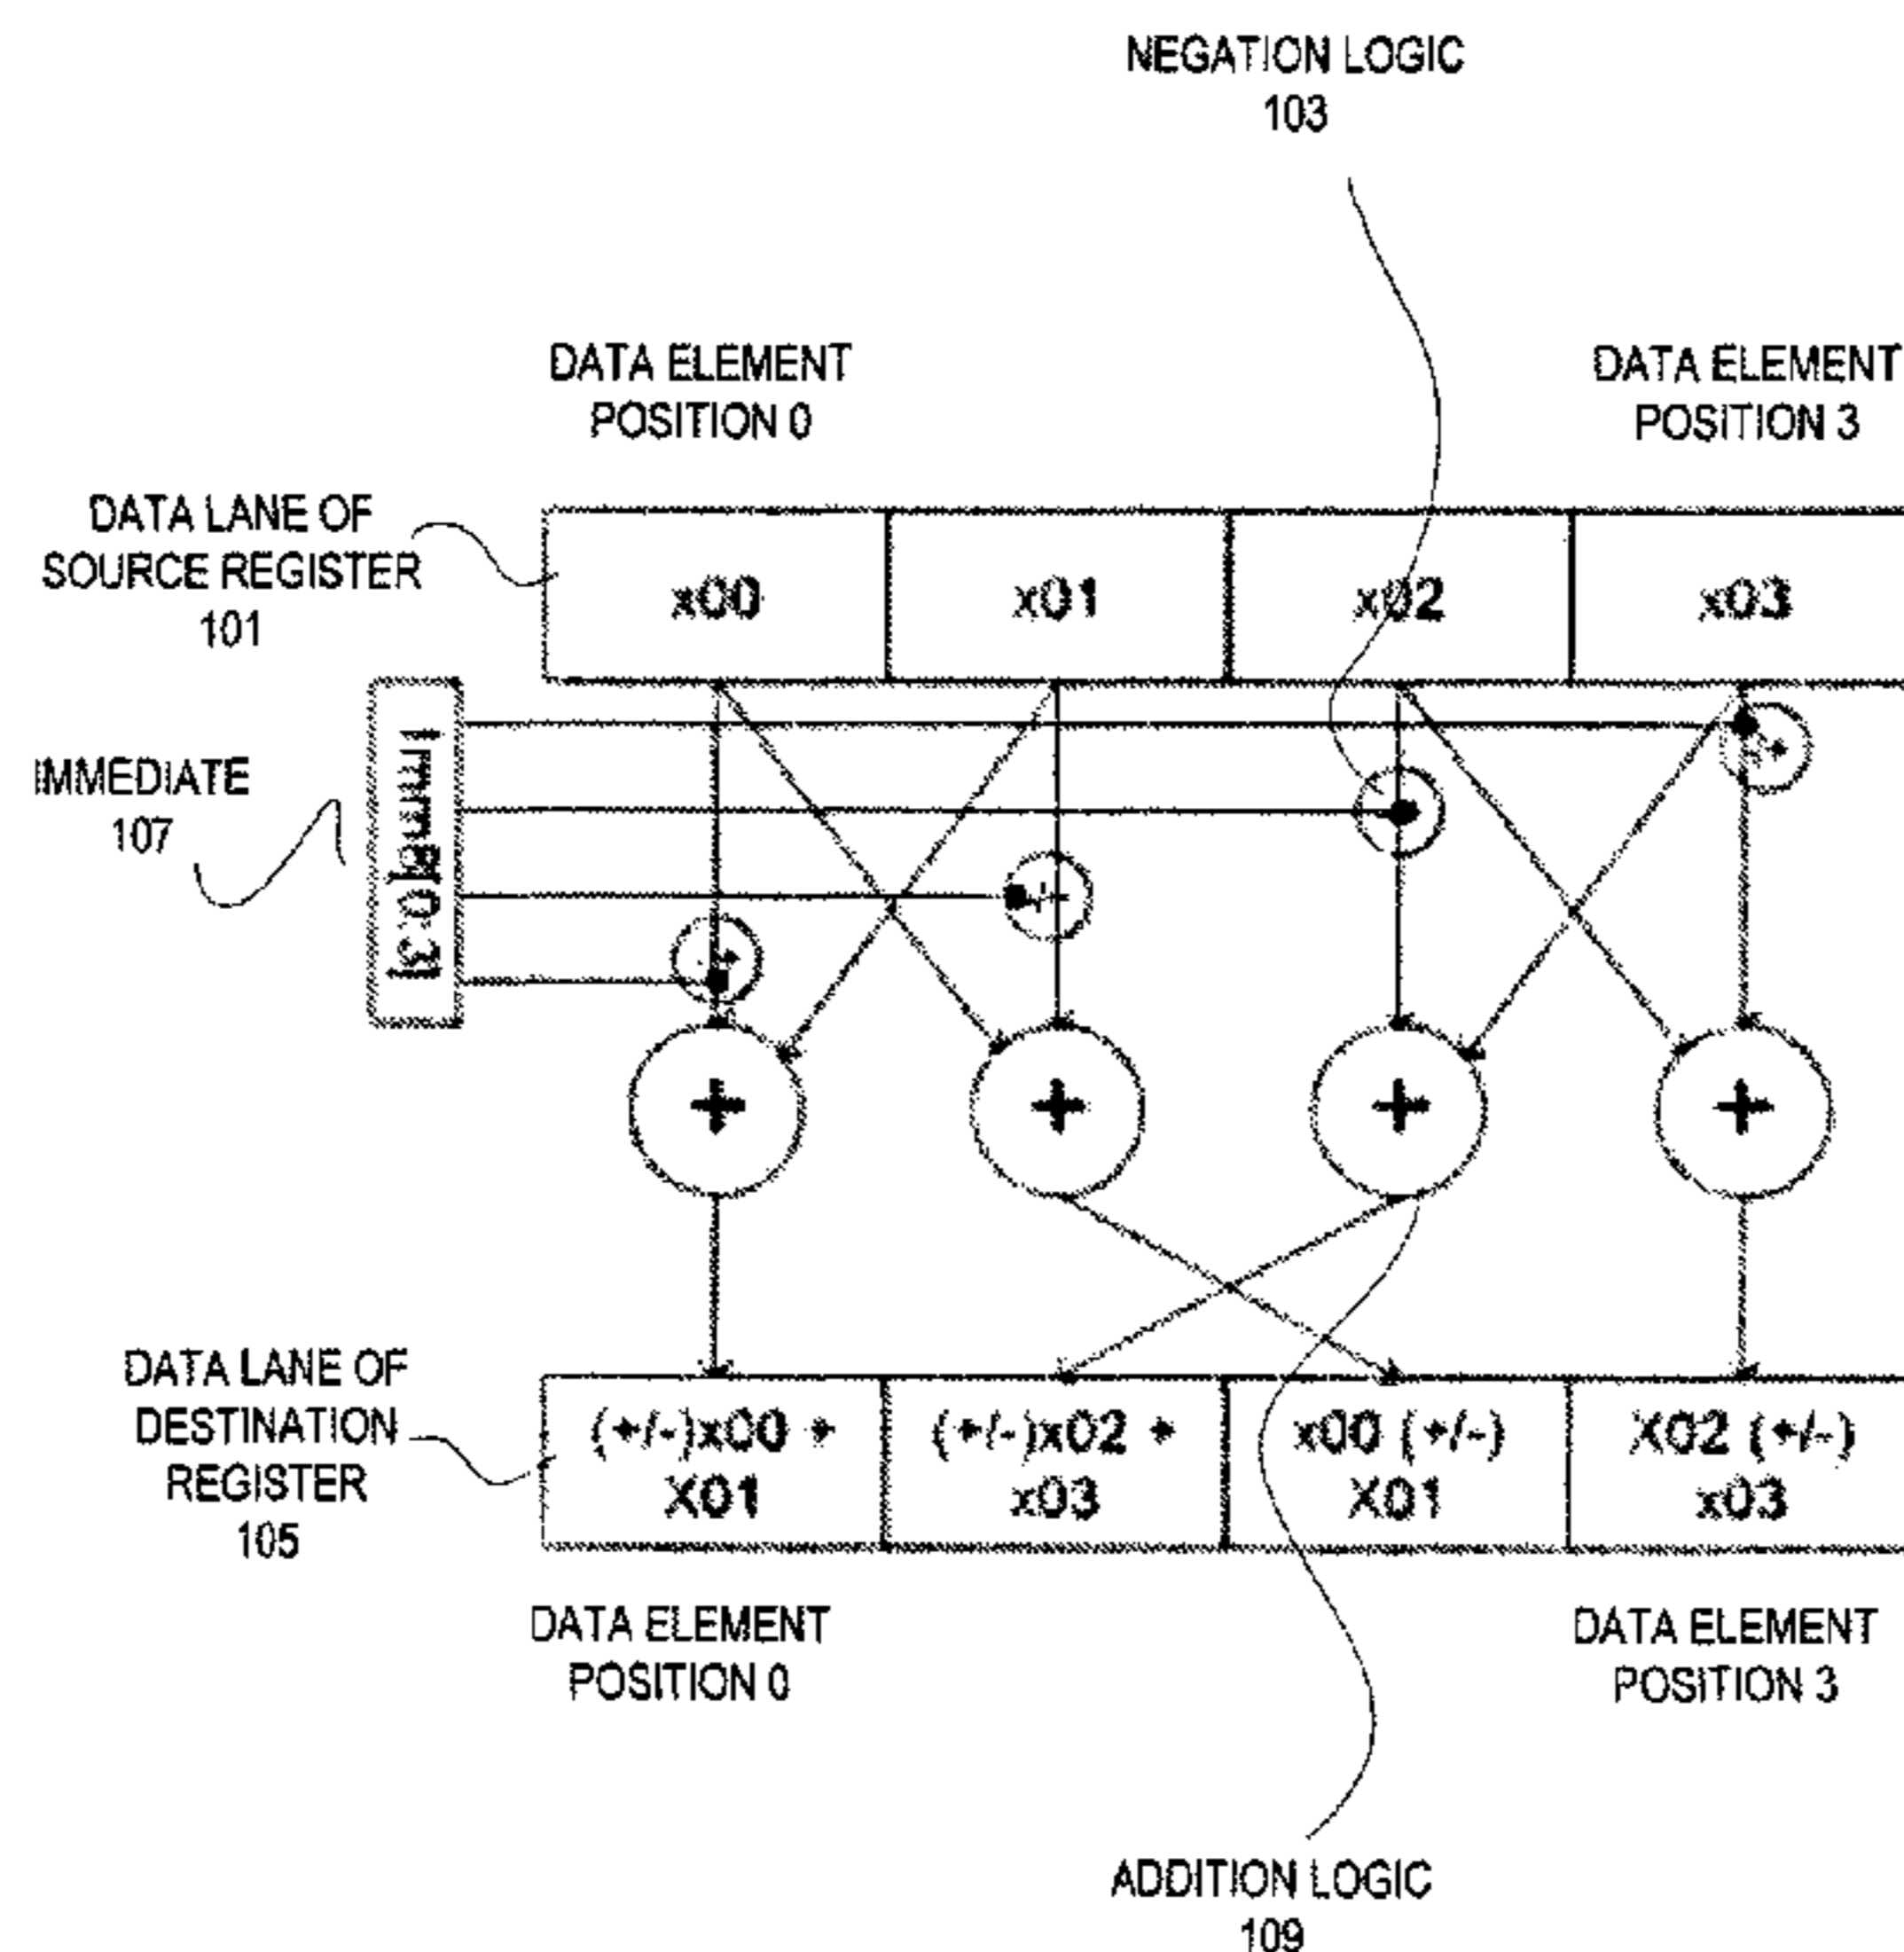 NEGATION LOGIC
103
DATA ELEMENT
POSITION 0
DATA ELEMENT
POSITION 3
DATA LANE OF
SOURCE REGISTER
101
x00
x01
x02
x03
IMMEDIATE
107
Imm8[0:3]
+
+
+
+
DATA LANE OF
DESTINATION
REGISTER
105
(+/-)x00 +
X01
(+/-)x02 +
x03
x00 (+/-)
X01
X02 (+/-)
x03
DATA ELEMENT
POSITION 0
DATA ELEMENT
POSITION 3
ADDITION LOGIC
109